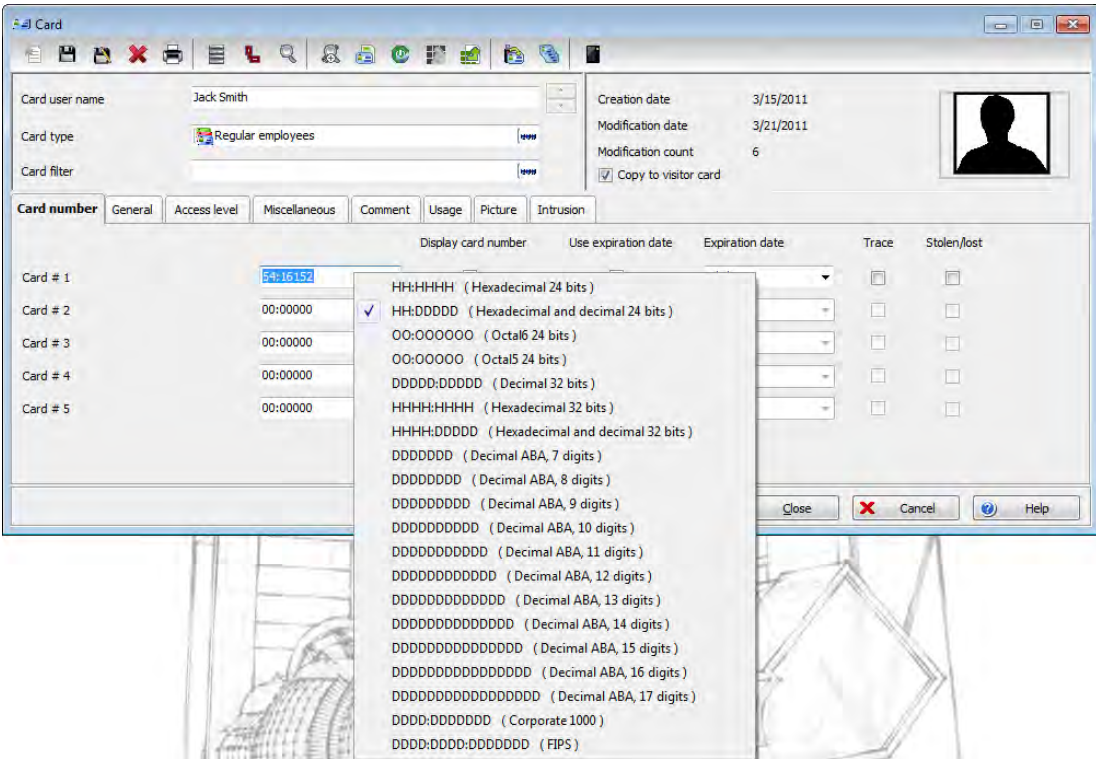 Card
Card user name Jack Smith
Creation date 3/15/2011
Card type Regular employees
Modification date 3/21/2011
Modification count 6
Card filter
Copy to visitor card
Card number General Access level Miscellaneous Comment Usage Picture Intrusion
Display card number Use expiration date Expiration date Trace Stolen/lost
Card # 1 54:16152
Card # 2 00:00000
Card # 3 00:00000
Card # 4 00:00000
Card # 5 00:00000
HH:HHHH (Hexadecimal 24 bits)
HH:DDDDD (Hexadecimal and decimal 24 bits)
OO:OOOOOO (Octal6 24 bits)
OO:OOOOO (Octal5 24 bits)
DDDDD:DDDDD (Decimal 32 bits)
HHHH:HHHH (Hexadecimal 32 bits)
HHHH:DDDDD (Hexadecimal and decimal 32 bits)
DDDDDDD (Decimal ABA, 7 digits)
DDDDDDDD (Decimal ABA, 8 digits)
DDDDDDDDD (Decimal ABA, 9 digits)
DDDDDDDDDD (Decimal ABA, 10 digits)
DDDDDDDDDDD (Decimal ABA, 11 digits)
DDDDDDDDDDDD (Decimal ABA, 12 digits)
DDDDDDDDDDDDD (Decimal ABA, 13 digits)
DDDDDDDDDDDDDD (Decimal ABA, 14 digits)
DDDDDDDDDDDDDDD (Decimal ABA, 15 digits)
DDDDDDDDDDDDDDDD (Decimal ABA, 16 digits)
DDDDDDDDDDDDDDDDD (Decimal ABA, 17 digits)
DDDD:DDDDDDD (Corporate 1000)
DDDD:DDDD:DDDDDDD (FIPS)
Close Cancel Help